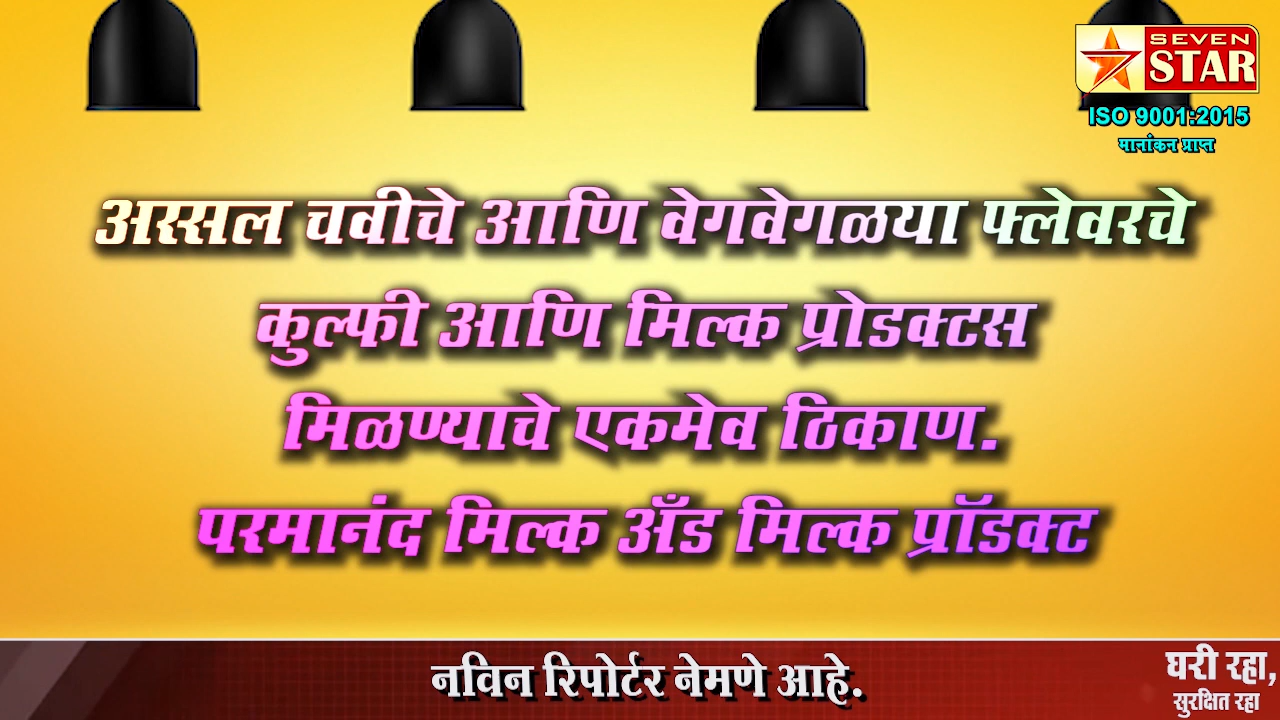 SEVEN
STAR
ISO 9001:2015
मानांकन प्राप्त
अस्सल चवीचे आणि वेगवेगळया फ्लेवरचे
कुल्फी आणि मिल्क प्रोडक्टस
मिळण्याचे एकमेव ठिकाण.
परमानंद मिल्क अँड मिल्क प्रॉडक्ट
नविन रिपोर्टर नेमणे आहे.
घरी रहा,
सुरक्षित रहा